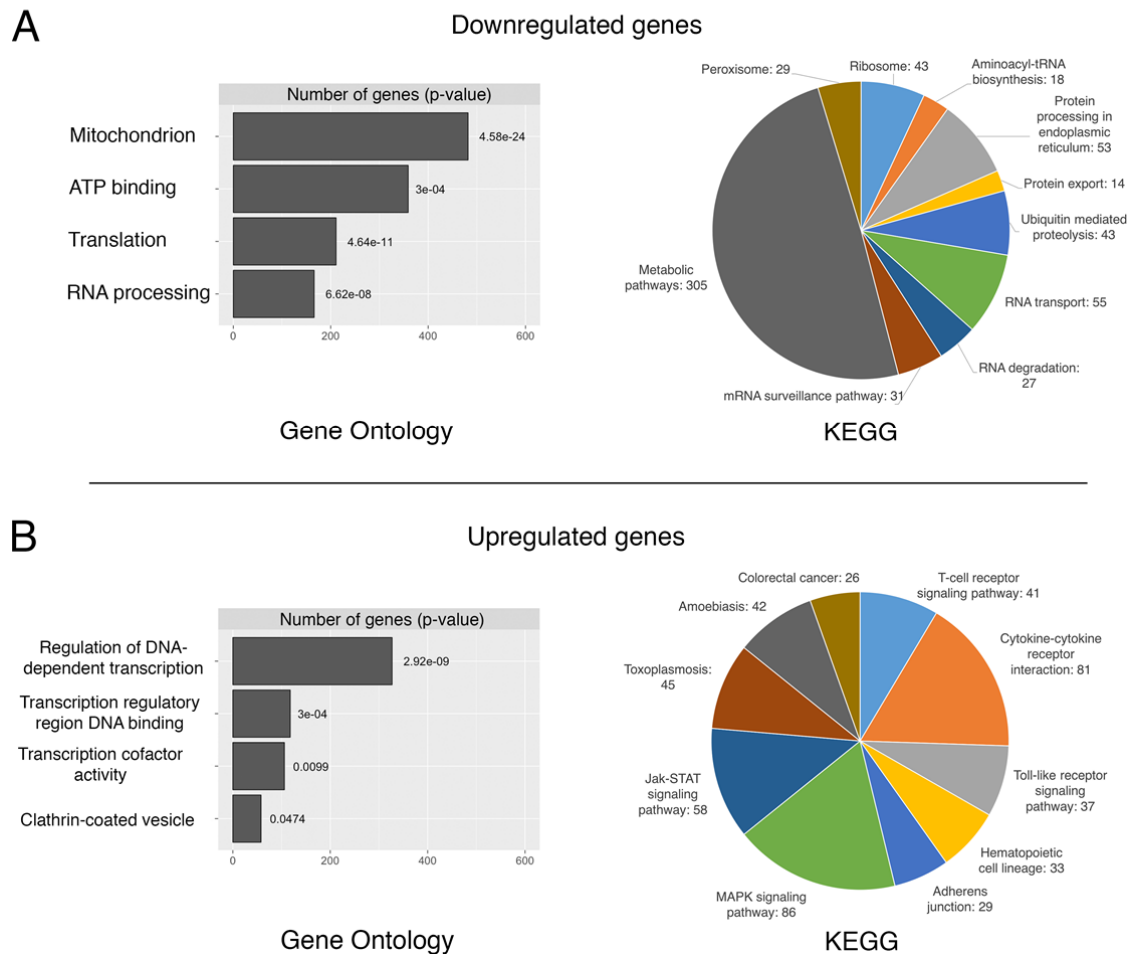 A
Downregulated genes
Number of genes (p-value)
Mitochondrion
4.58e-24
ATP binding
3e-04
Translation
4.64e-11
RNA processing
6.62e-08
0 200 400 600
Gene Ontology
Peroxisome: 29
Ribosome: 43
Aminoacyl-tRNA
biosynthesis: 18
Protein
processing in
endoplasmic
reticulum: 53
Protein export: 14
Ubiquitin mediated
proteolysis: 43
RNA transport: 55
RNA degradation:
27
mRNA surveillance pathway: 31
Metabolic
pathways: 305
KEGG
B
Upregulated genes
Number of genes (p-value)
Regulation of DNA-
dependent transcription
2.92e-09
Transcription regulatory
region DNA binding
3e-04
Transcription cofactor
activity
0.0099
Clathrin-coated vesicle
0.0474
0 200 400 600
Gene Ontology
Colorectal cancer: 26
T-cell receptor
signaling pathway: 41
Cytokine-cytokine
receptor
interaction: 81
Toll-like receptor
signaling pathway: 37
Hematopoietic
cell lineage: 33
Adherens
junction: 29
MAPK signaling
pathway: 86
Jak-STAT
signaling
pathway: 58
Toxoplasmosis:
45
Amoebiasis: 42
KEGG